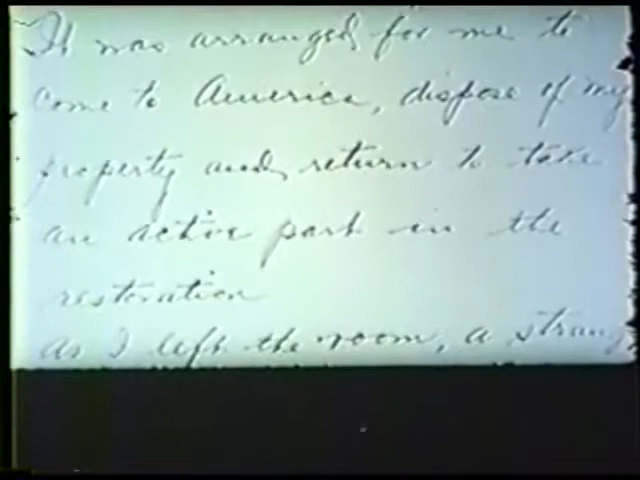 It was arranged for me to
come to America, dispose of my
property and return to take
an active part in the
restoration
as I left the room, a strang